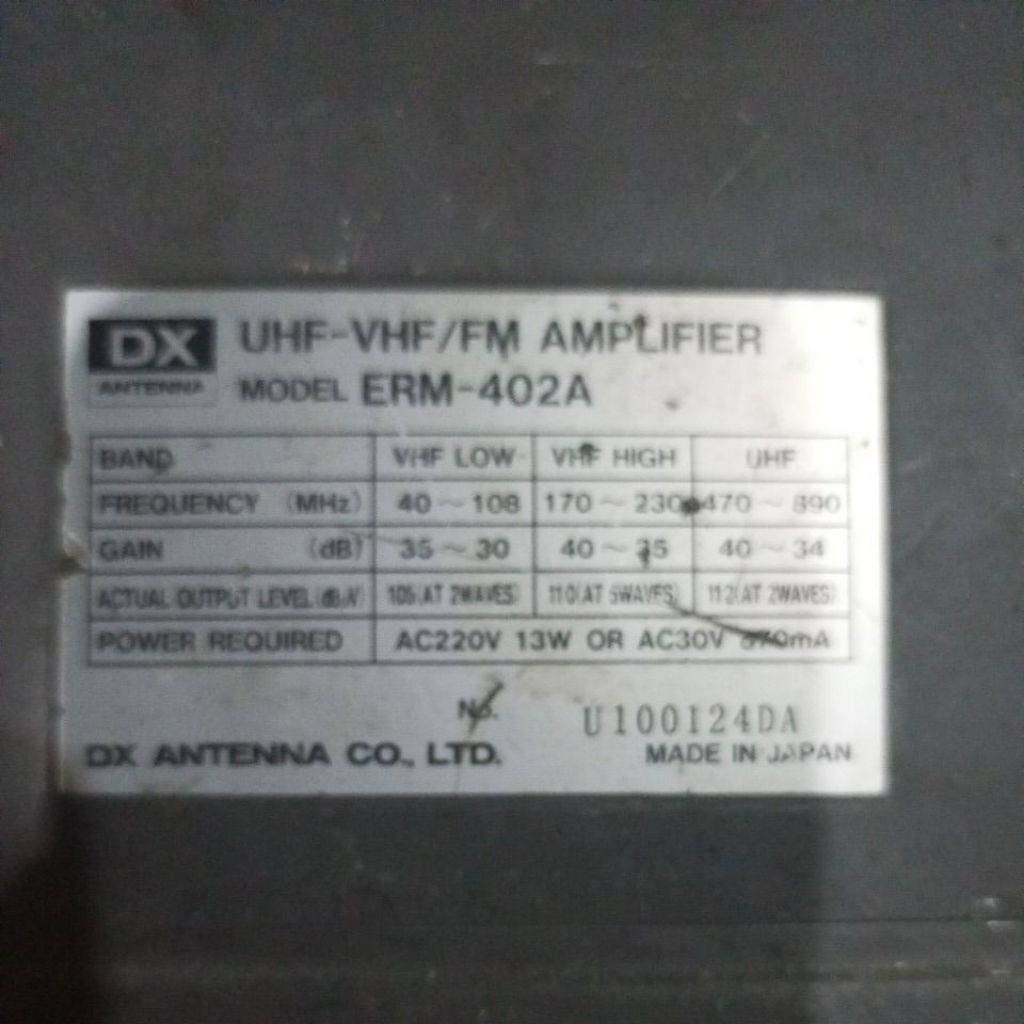 DX
ANTENNA
UHF-VHF/FM AMPLIFIER
MODEL ERM-402A
BAND VHF LOW VHF HIGH UHF
FREQUENCY (MHz) 40~108 170~230 470~890
GAIN (dB) 35~30 40~35 40~34
ACTUAL OUTPUT LEVEL (dBμV) 105(AT 2WAVES) 110(AT 5WAVES) 112(AT 2WAVES)
POWER REQUIRED AC220V 13W OR AC30V
No. U100124DA
DX ANTENNA CO., LTD. MADE IN JAPAN